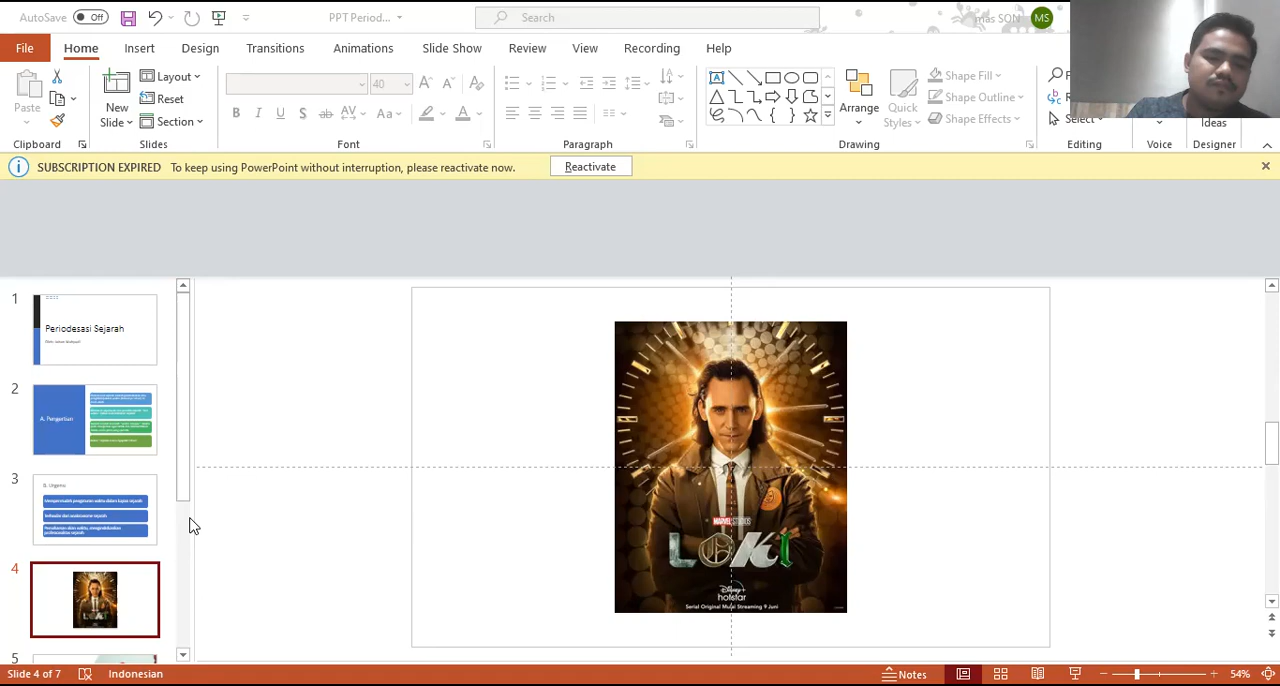 AutoSave Off PPT Period... Search mas SON MS
File Home Insert Design Transitions Animations Slide Show Review View Recording Help
Paste
New
Slide
Layout
Reset
Section
40
Aa
Arrange
Quick
Styles
Shape Fill
Shape Outline
Shape Effects
Select
Clipboard Slides Font Paragraph Drawing Editing
Voice
Ideas
Designer
SUBSCRIPTION EXPIRED To keep using PowerPoint without interruption, please reactivate now. Reactivate
1
Periodesasi Sejarah
2
A. Pengertian
3
B. Urgensi
4
5
MARVEL STUDIOS
LOKI
Disney+
hotstar
Serial Original Mulai Streaming 9 Juni
Slide 4 of 7 Indonesian Notes 54%